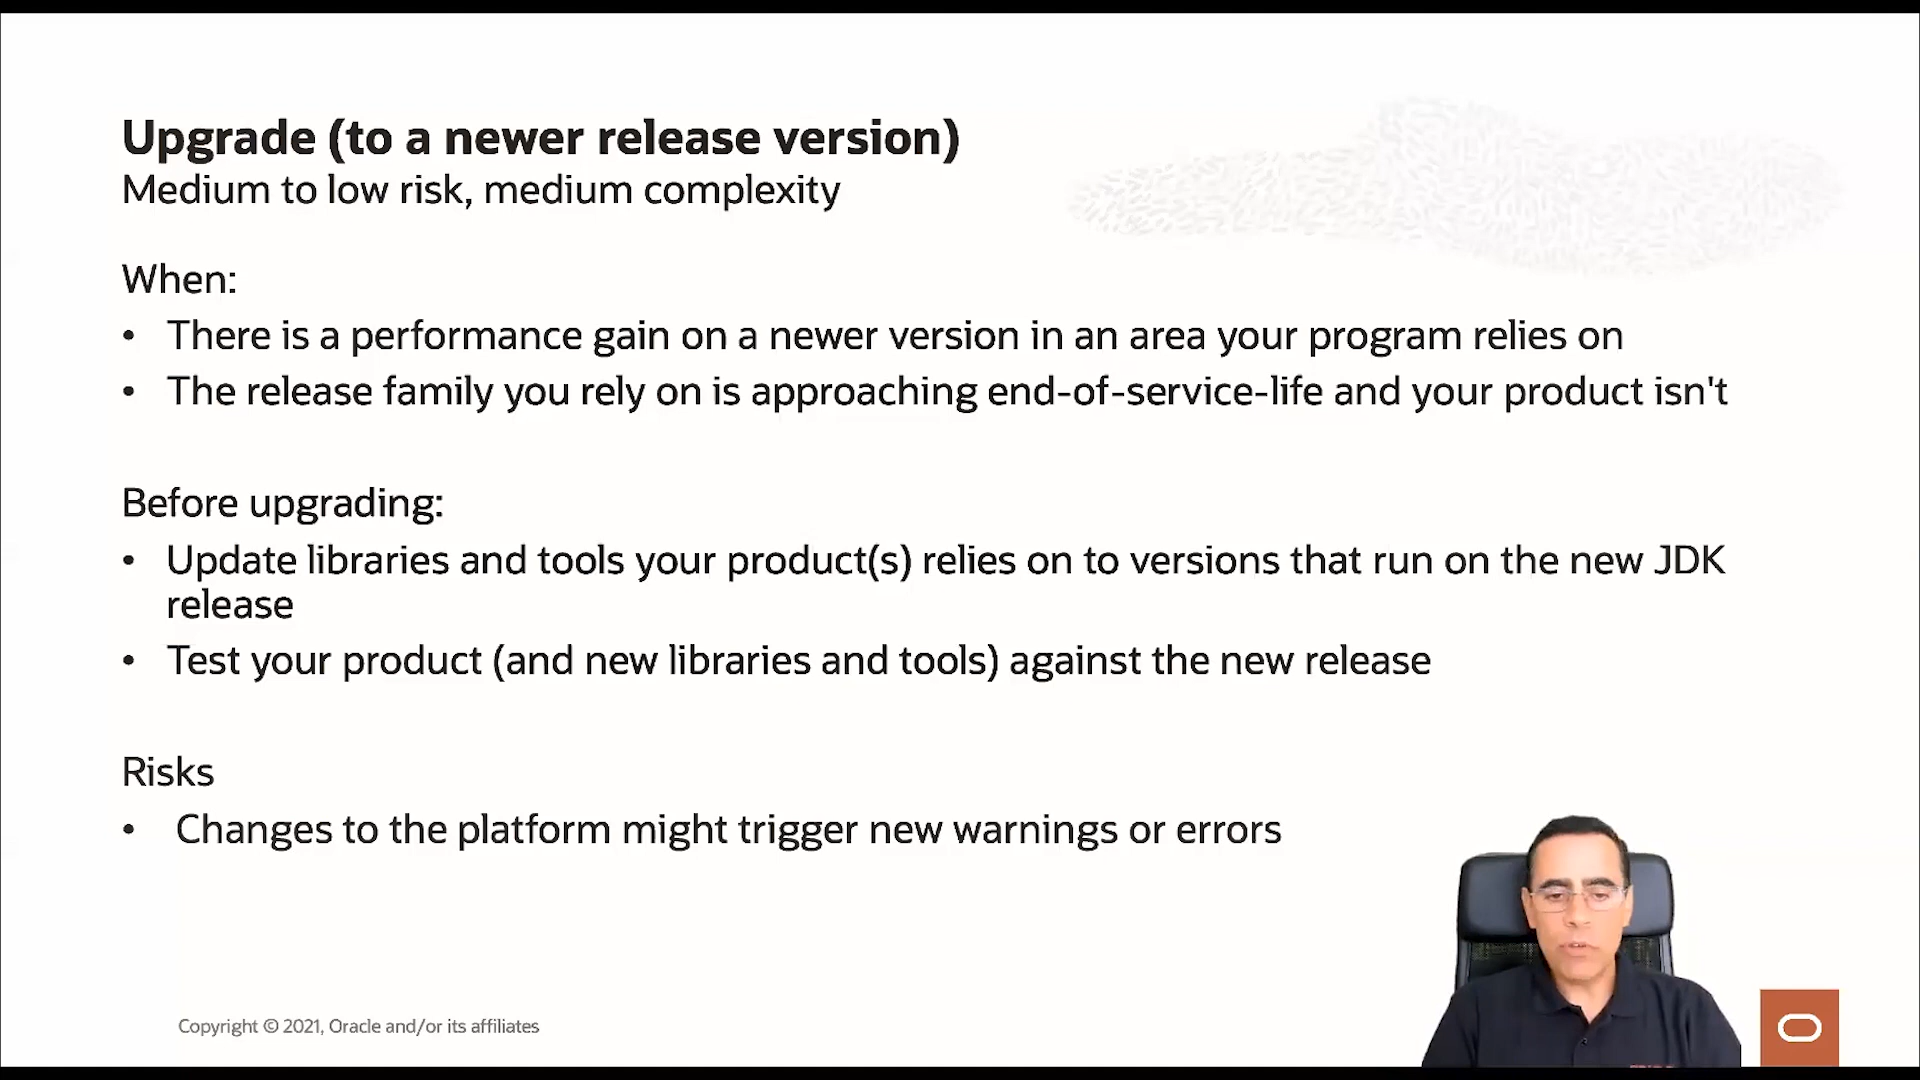 Upgrade (to a newer release version)
Medium to low risk, medium complexity
When:
• There is a performance gain on a newer version in an area your program relies on
• The release family you rely on is approaching end-of-service-life and your product isn't
Before upgrading:
• Update libraries and tools your product(s) relies on to versions that run on the new JDK
release
• Test your product (and new libraries and tools) against the new release
Risks
• Changes to the platform might trigger new warnings or errors
Copyright © 2021, Oracle and/or its affiliates